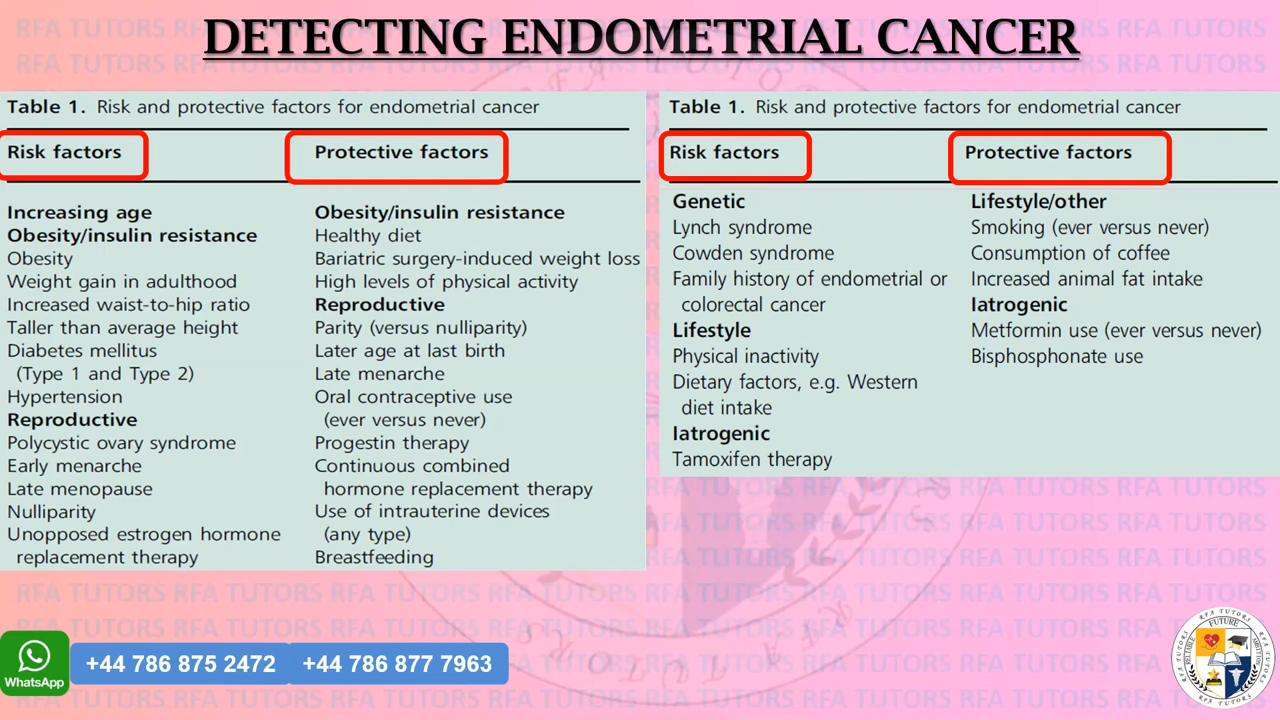 DETECTING ENDOMETRIAL CANCER
Table 1. Risk and protective factors for endometrial cancer
Risk factors Protective factors
Increasing age
Obesity/insulin resistance
Obesity
Weight gain in adulthood
Increased waist-to-hip ratio
Taller than average height
Diabetes mellitus
(Type 1 and Type 2)
Hypertension
Reproductive
Polycystic ovary syndrome
Early menarche
Late menopause
Nulliparity
Unopposed estrogen hormone
replacement therapy
Obesity/insulin resistance
Healthy diet
Bariatric surgery-induced weight loss
High levels of physical activity
Reproductive
Parity (versus nulliparity)
Later age at last birth
Late menarche
Oral contraceptive use
(ever versus never)
Progestin therapy
Continuous combined
hormone replacement therapy
Use of intrauterine devices
(any type)
Breastfeeding
Table 1. Risk and protective factors for endometrial cancer
Risk factors Protective factors
Genetic
Lynch syndrome
Cowden syndrome
Family history of endometrial or
colorectal cancer
Lifestyle
Physical inactivity
Dietary factors, e.g. Western
diet intake
Iatrogenic
Tamoxifen therapy
Lifestyle/other
Smoking (ever versus never)
Consumption of coffee
Increased animal fat intake
Iatrogenic
Metformin use (ever versus never)
Bisphosphonate use
WhatsApp
+44 786 875 2472 +44 786 877 7963
RFA TUTORS
FUTURE